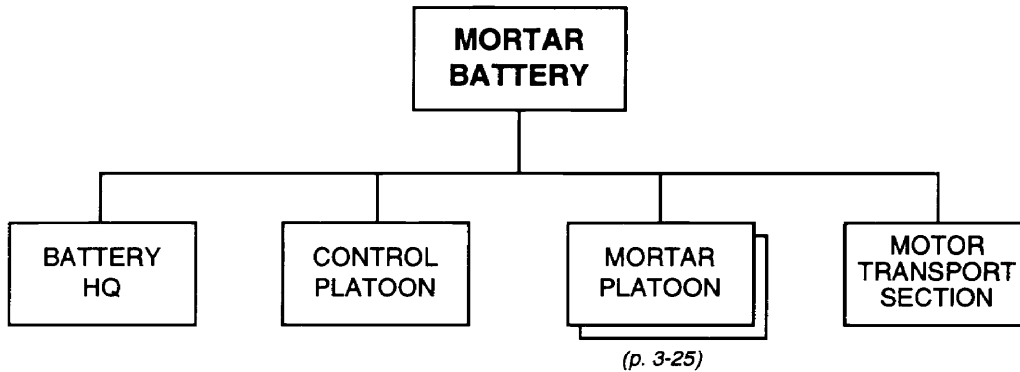 MORTAR
BATTERY
BATTERY
HQ
CONTROL
PLATOON
MORTAR
PLATOON
MOTOR
TRANSPORT
SECTION
(p. 3-25)